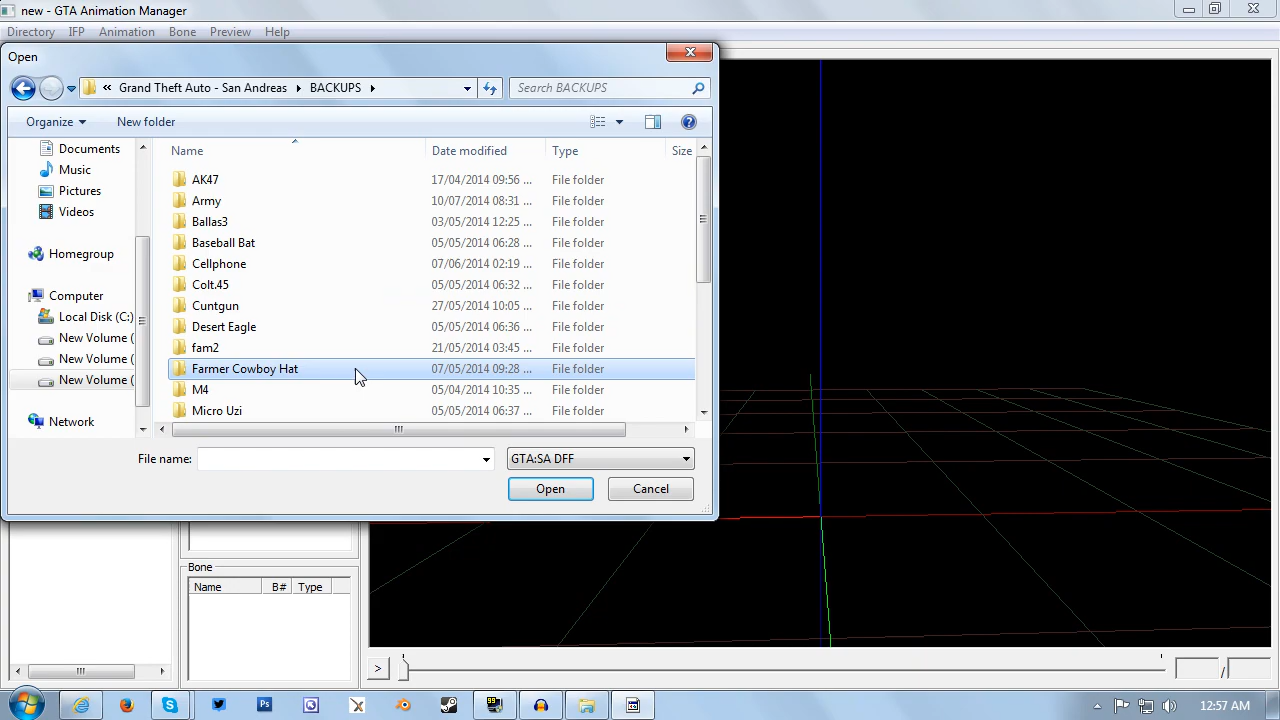 new - GTA Animation Manager
Directory IFP Animation Bone Preview Help
Open
« Grand Theft Auto - San Andreas BACKUPS
Search BACKUPS
Organize New folder
Name Date modified Type Size
Documents
Music
Pictures
Videos
Homegroup
Computer
Local Disk (C:)
New Volume (
New Volume (
New Volume (
Network
AK47 17/04/2014 09:56 ... File folder
Army 10/07/2014 08:31 ... File folder
Ballas3 03/05/2014 12:25 ... File folder
Baseball Bat 05/05/2014 06:28 ... File folder
Cellphone 07/06/2014 02:19 ... File folder
Colt.45 05/05/2014 06:32 ... File folder
Cuntgun 27/05/2014 10:05 ... File folder
Desert Eagle 05/05/2014 06:36 ... File folder
fam2 21/05/2014 03:45 ... File folder
Farmer Cowboy Hat 07/05/2014 09:28 ... File folder
M4 05/04/2014 10:35 ... File folder
Micro Uzi 05/05/2014 06:37 ... File folder
File name: GTA:SA DFF
Open Cancel
Bone
Name B# Type
> /
12:57 AM